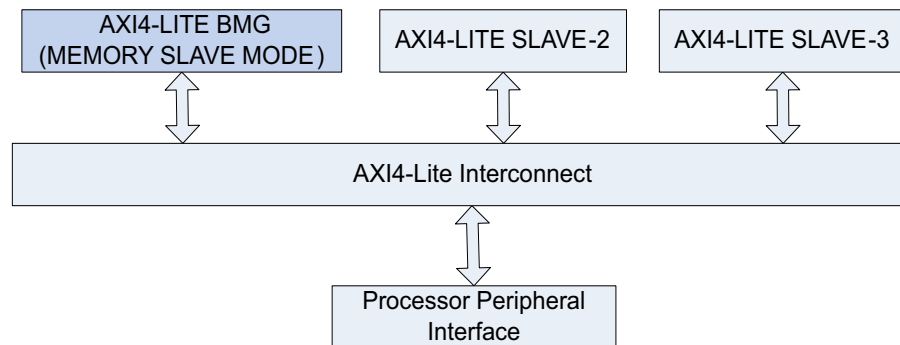 AXI4-LITE BMG
(MEMORY SLAVE MODE)
AXI4-LITE SLAVE-2
AXI4-LITE SLAVE-3
AXI4-Lite Interconnect
Processor Peripheral
Interface